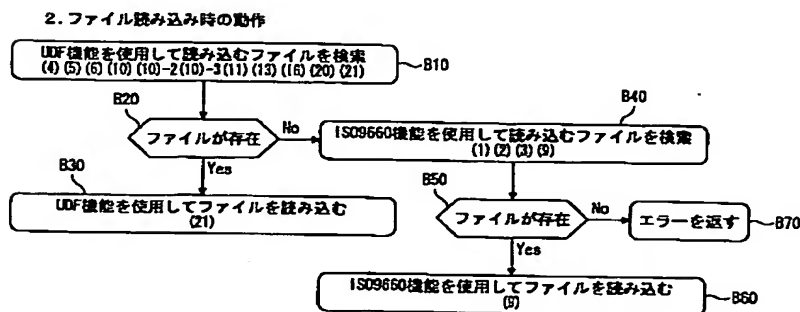 2. ファイル読み込み時の動作
UDF機能を使用して読み込むファイルを検索
(4) (5) (6) (10) (10)-2 (10)-3 (11) (13) (16) (20) (21)
B10
B20
ファイルが存在
No
Yes
B40
ISO9660機能を使用して読み込むファイルを検索
(1) (2) (3) (9)
B30
UDF機能を使用してファイルを読み込む
(21)
B50
ファイルが存在
No
Yes
エラーを返す
B70
ISO9660機能を使用してファイルを読み込む
(9)
B60